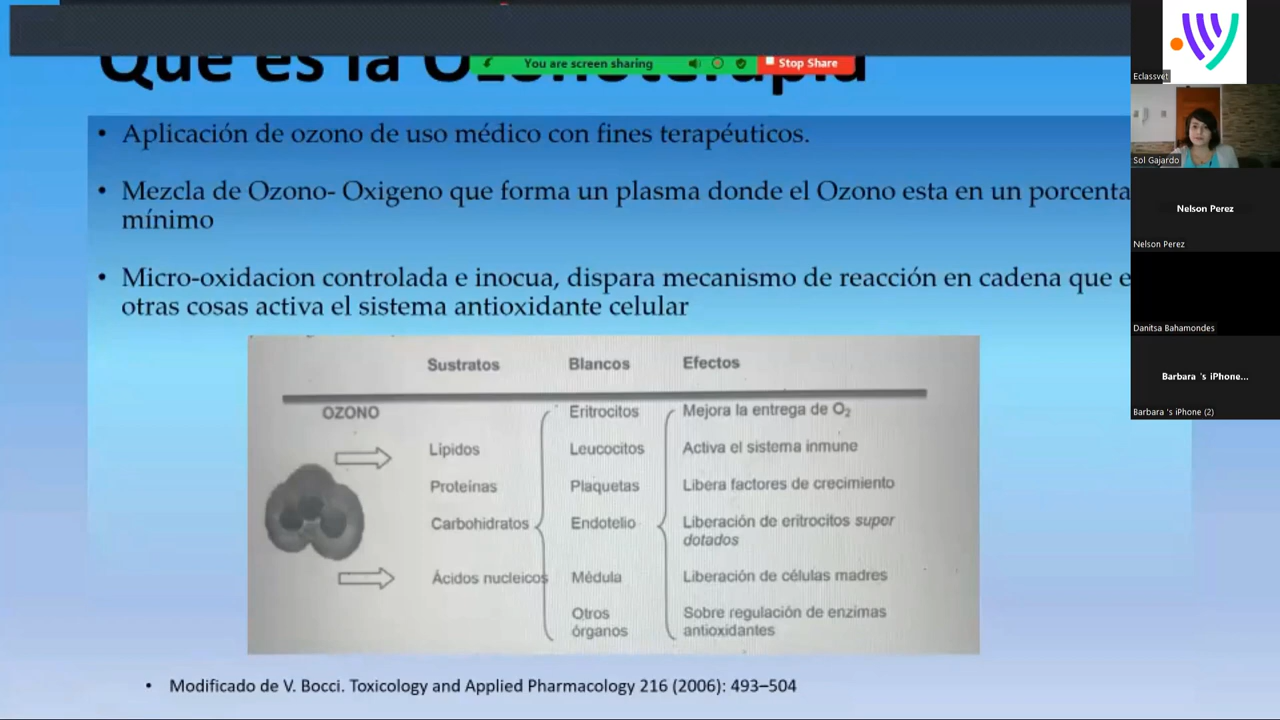 Qué es la Ozonoterapia
You are screen sharing
Stop Share
• Aplicación de ozono de uso médico con fines terapéuticos.
• Mezcla de Ozono- Oxigeno que forma un plasma donde el Ozono esta en un porcenta
mínimo
• Micro-oxidacion controlada e inocua, dispara mecanismo de reacción en cadena que e
otras cosas activa el sistema antioxidante celular
Sustratos Blancos Efectos
OZONO Eritrocitos Mejora la entrega de O₂
Lípidos Leucocitos Activa el sistema inmune
Proteínas Plaquetas Libera factores de crecimiento
Carbohidratos Endotelio Liberación de eritrocitos supor
dotados
Ácidos nucleicos Médula Liberación de células madres
Otros Sobre regulación de enzimas
órganos antioxidantes
• Modificado de V. Bocci. Toxicology and Applied Pharmacology 216 (2006): 493–504
Eclassvet
Sol Gajardo
Nelson Perez
Nelson Perez
Danitsa Bahamondes
Barbara 's iPhone...
Barbara 's iPhone (2)